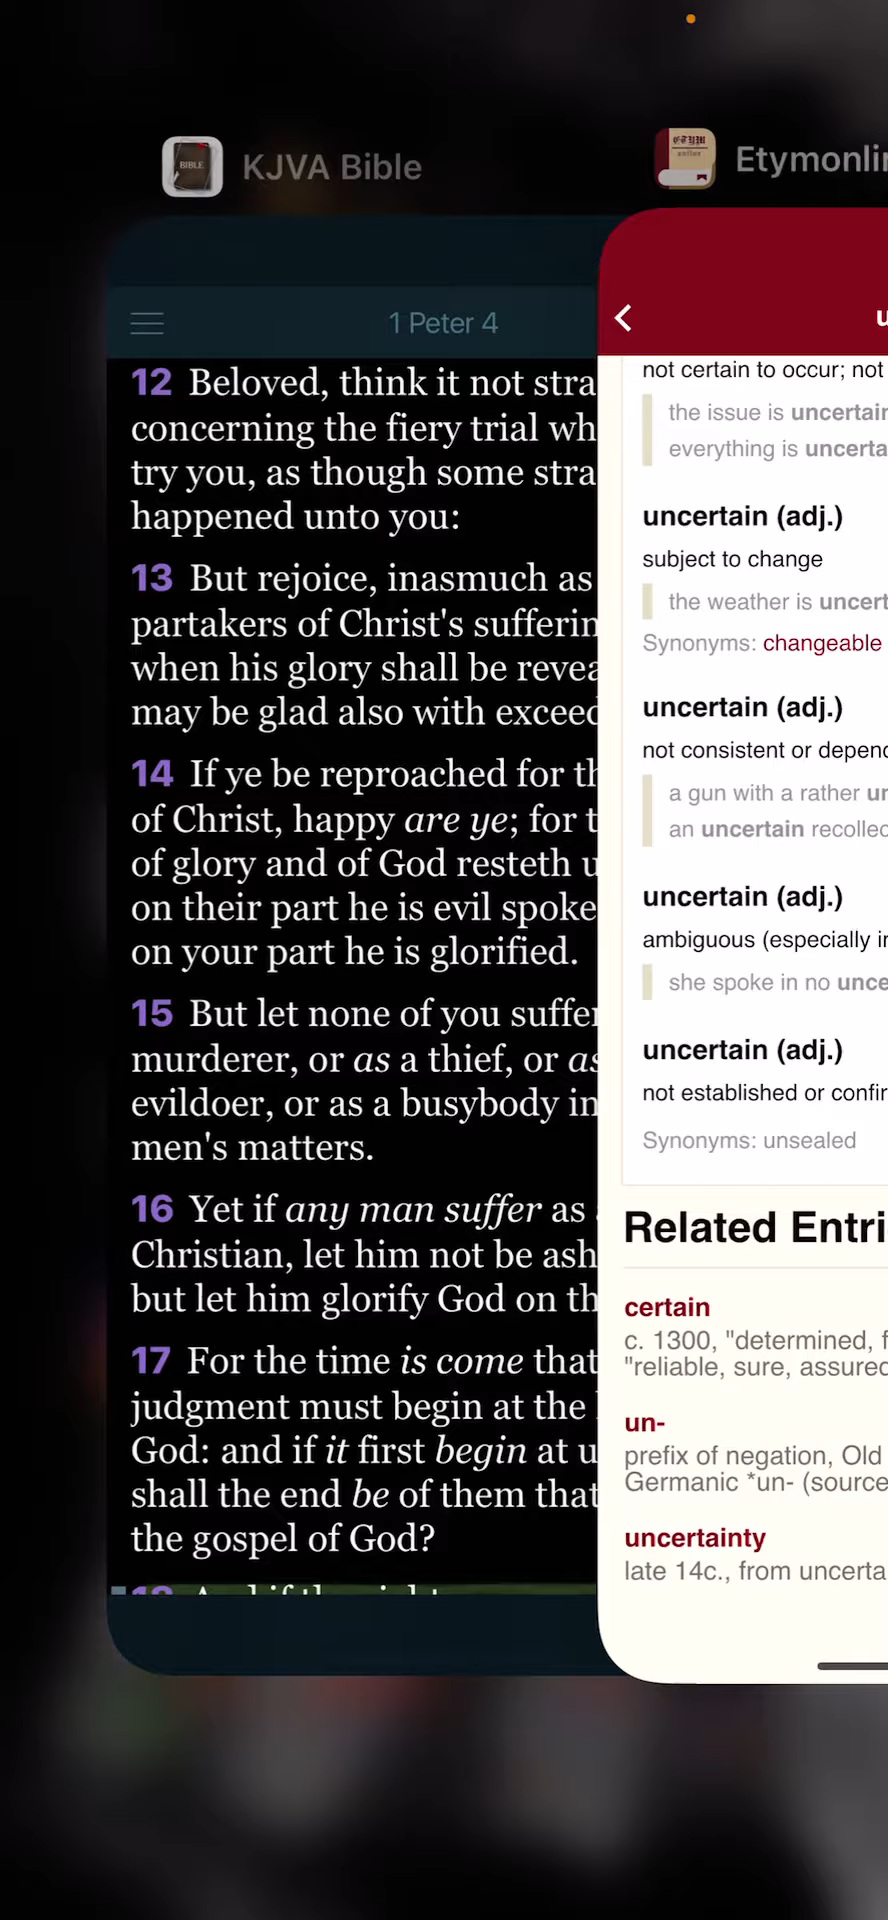 KJVA Bible
1 Peter 4
12 Beloved, think it not stra
concerning the fiery trial wh
try you, as though some stra
happened unto you:
13 But rejoice, inasmuch as
partakers of Christ's sufferin
when his glory shall be revea
may be glad also with exceed
14 If ye be reproached for th
of Christ, happy are ye; for t
of glory and of God resteth u
on their part he is evil spoke
on your part he is glorified.
15 But let none of you suffer
murderer, or as a thief, or as
evildoer, or as a busybody in
men's matters.
16 Yet if any man suffer as
Christian, let him not be ash
but let him glorify God on th
17 For the time is come that
judgment must begin at the
God: and if it first begin at u
shall the end be of them that
the gospel of God?
18 And if the right
Etymonlin
u
not certain to occur; not
the issue is uncertain
everything is uncerta
uncertain (adj.)
subject to change
the weather is uncert
Synonyms: changeable
uncertain (adj.)
not consistent or depend
a gun with a rather un
an uncertain recollec
uncertain (adj.)
ambiguous (especially in
she spoke in no unce
uncertain (adj.)
not established or confir
Synonyms: unsealed
Related Entri
certain
c. 1300, "determined, f
"reliable, sure, assured
un-
prefix of negation, Old
Germanic *un- (source
uncertainty
late 14c., from uncerta